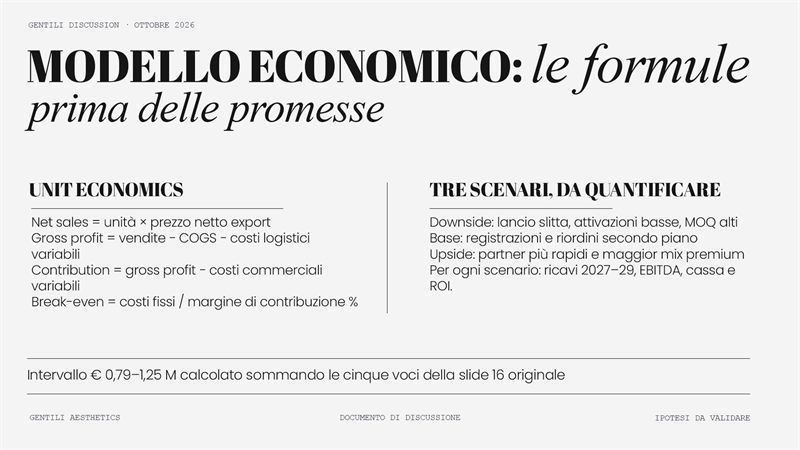 GENTILI DISCUSSION · OTTOBRE 2026
MODELLO ECONOMICO: le formule
prima delle promesse
UNIT ECONOMICS
Net sales = unità × prezzo netto export
Gross profit = vendite - COGS - costi logistici
variabili
Contribution = gross profit - costi commerciali
variabili
Break-even = costi fissi / margine di contribuzione %
TRE SCENARI, DA QUANTIFICARE
Downside: lancio slitta, attivazioni basse, MOQ alti
Base: registrazioni e riordini secondo piano
Upside: partner più rapidi e maggior mix premium
Per ogni scenario: ricavi 2027–29, EBITDA, cassa e
ROI.
Intervallo € 0,79–1,25 M calcolato sommando le cinque voci della slide 16 originale
GENTILI AESTHETICS
DOCUMENTO DI DISCUSSIONE
IPOTESI DA VALIDARE